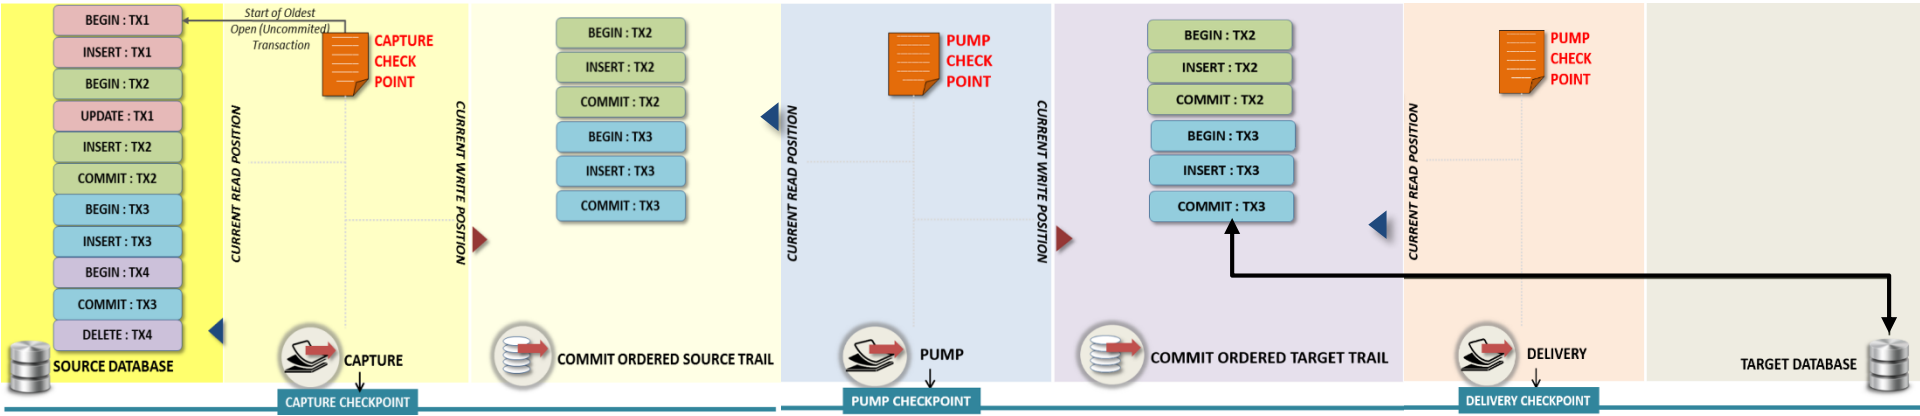 BEGIN : TX1
INSERT : TX1
BEGIN : TX2
UPDATE : TX1
INSERT : TX2
COMMIT : TX2
BEGIN : TX3
INSERT : TX3
BEGIN : TX4
COMMIT : TX3
DELETE : TX4
SOURCE DATABASE
Start of Oldest
Open (Uncommited)
Transaction
CAPTURE
CHECK
POINT
CURRENT READ POSITION
CURRENT WRITE POSITION
CAPTURE
CAPTURE CHECKPOINT
BEGIN : TX2
INSERT : TX2
COMMIT : TX2
BEGIN : TX3
INSERT : TX3
COMMIT : TX3
COMMIT ORDERED SOURCE TRAIL
PUMP
CHECK
POINT
CURRENT READ POSITION
CURRENT WRITE POSITION
PUMP
PUMP CHECKPOINT
BEGIN : TX2
INSERT : TX2
COMMIT : TX2
BEGIN : TX3
INSERT : TX3
COMMIT : TX3
COMMIT ORDERED TARGET TRAIL
PUMP
CHECK
POINT
CURRENT READ POSITION
DELIVERY
DELIVERY CHECKPOINT
TARGET DATABASE